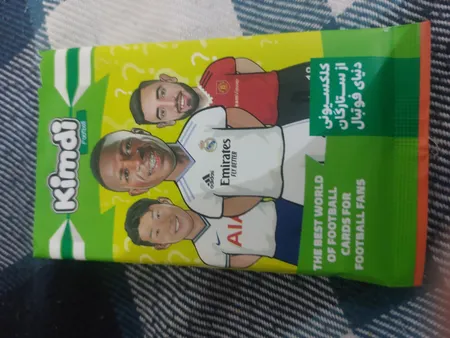 Kimdi
adidas
Emirates
FLY BETTER
AIA
کلکسیونی
از ستارگان
دنیای فوتبال
THE BEST WORLD
OF FOOTBALL
CARDS FOR
FOOTBALL FANS